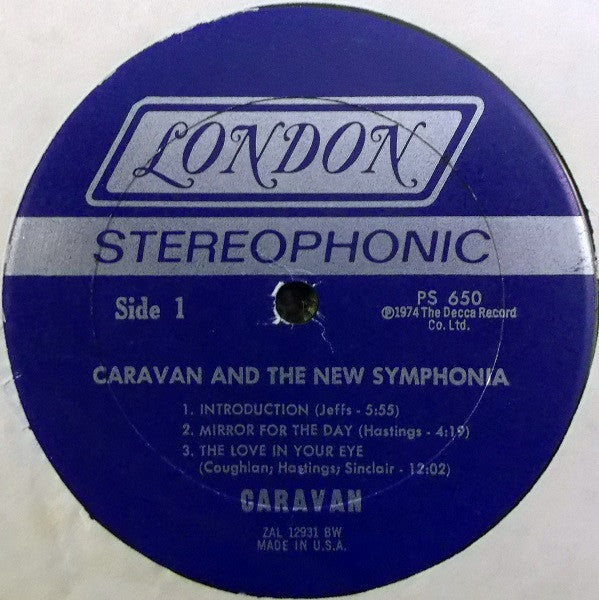 LONDON
STEREOPHONIC
Side 1
PS 650
℗1974 The Decca Record
Co. Ltd.
CARAVAN AND THE NEW SYMPHONIA
1. INTRODUCTION (Jeffs - 5:55)
2. MIRROR FOR THE DAY (Hastings - 4:19)
3. THE LOVE IN YOUR EYE
(Coughlan; Hastings; Sinclair - 12:02)
CARAVAN
ZAL 12931 BW
MADE IN U.S.A.